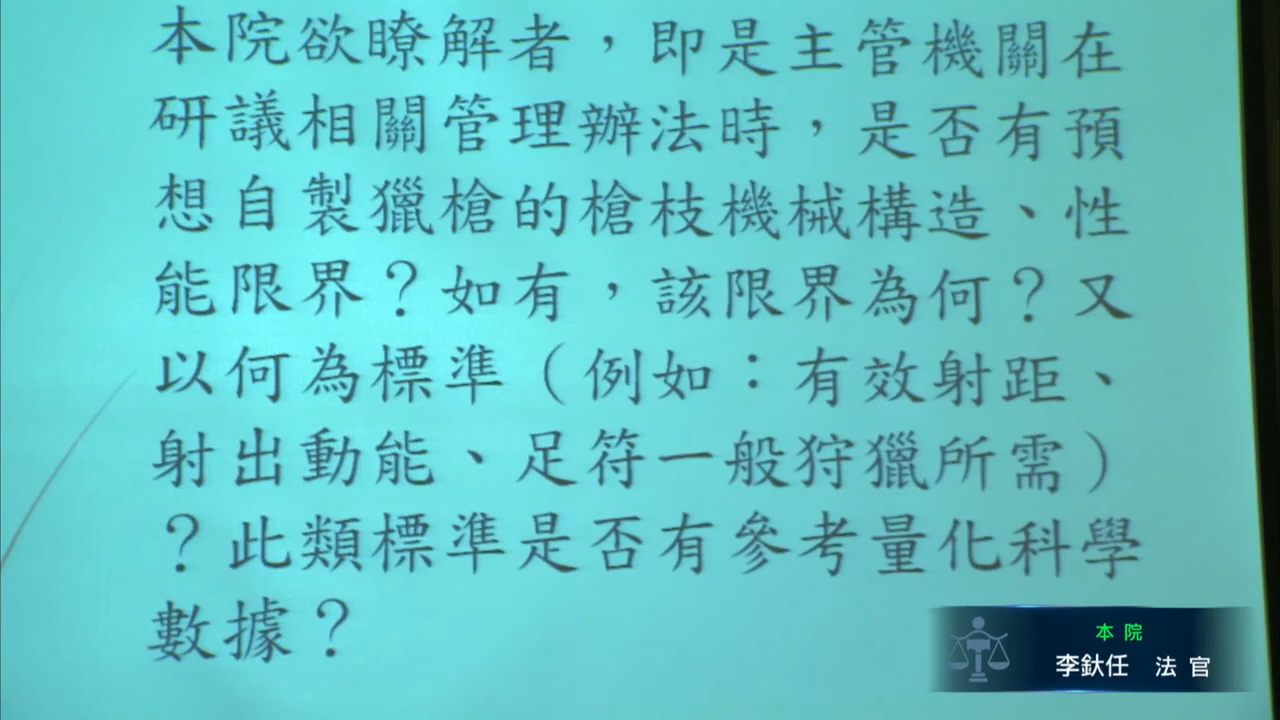 本院欲瞭解者，即是主管機關在
研議相關管理辦法時，是否有預
想自製獵槍的槍枝機械構造、性
能限界？如有，該限界為何？又
以何為標準（例如：有效射距、
射出動能、足符一般狩獵所需）
？此類標準是否有參考量化科學
數據？
本院
李釱任 法官